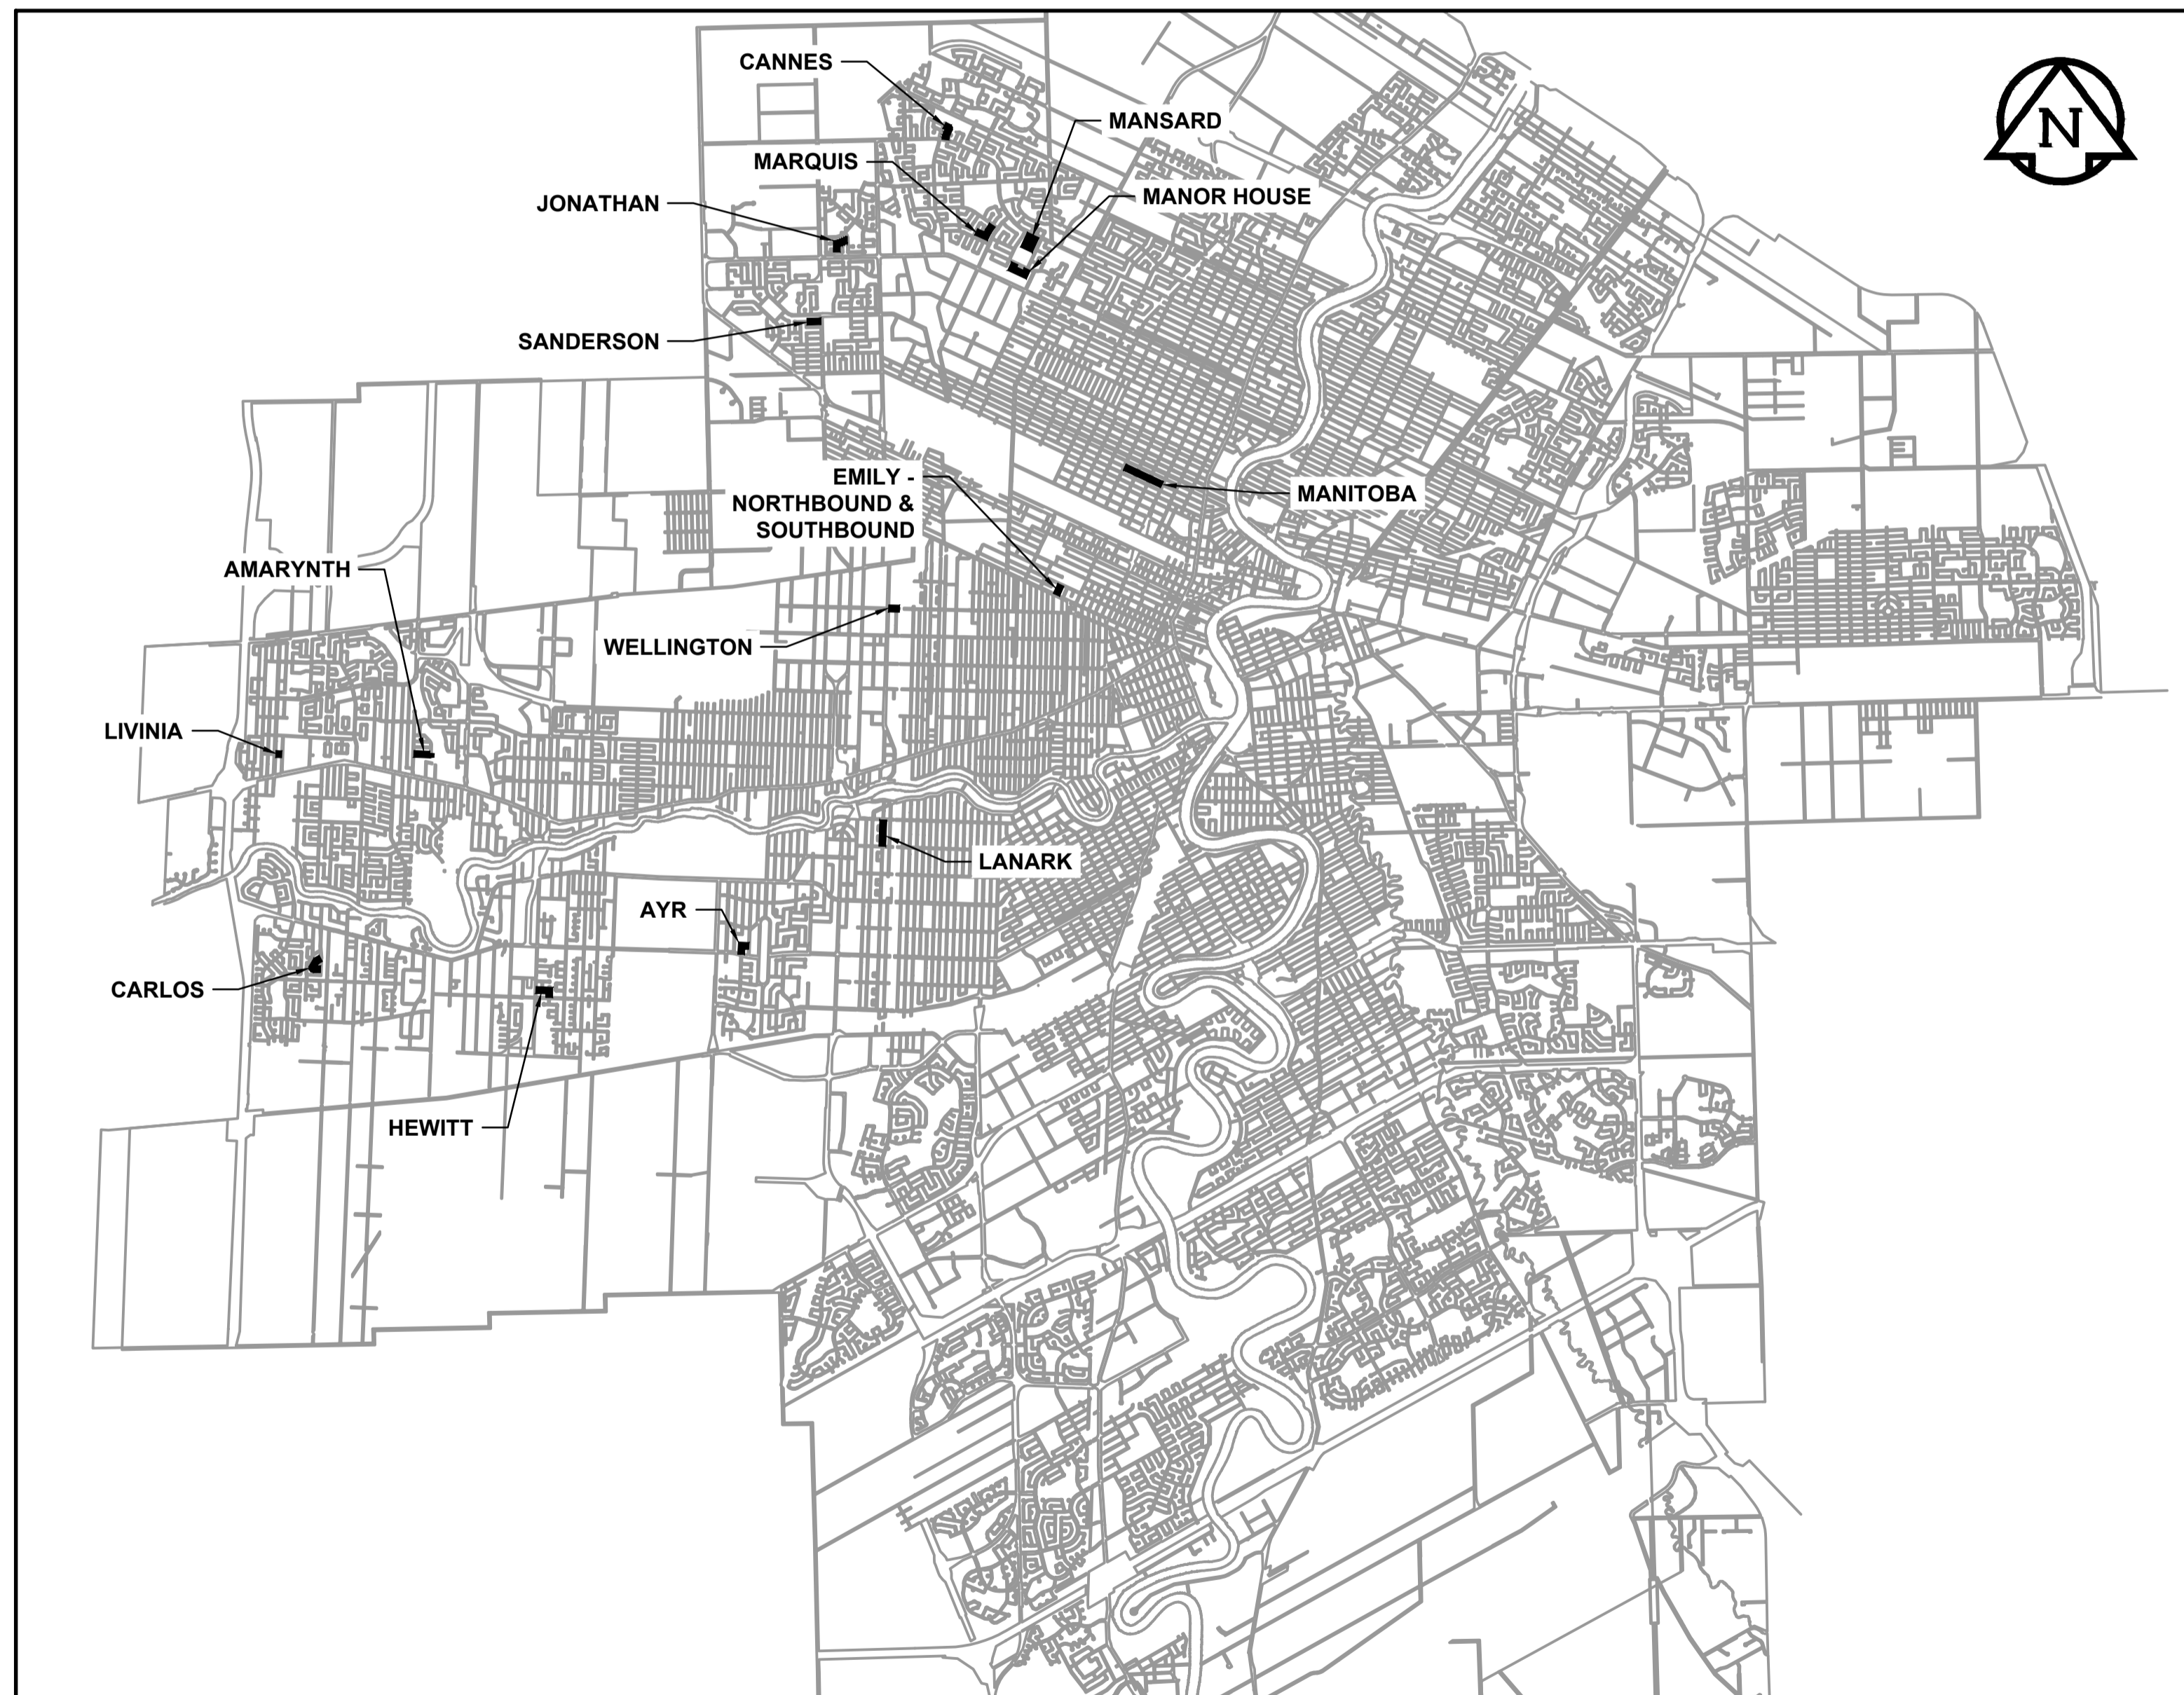 CANNES
MANSARD
MARQUIS
MANOR HOUSE
JONATHAN
N
SANDERSON
EMILY -
NORTHBOUND &
SOUTHBOUND
MANITOBA
AMARYNTH
WELLINGTON
LIVINIA
LANARK
AYR
CARLOS
HEWITT